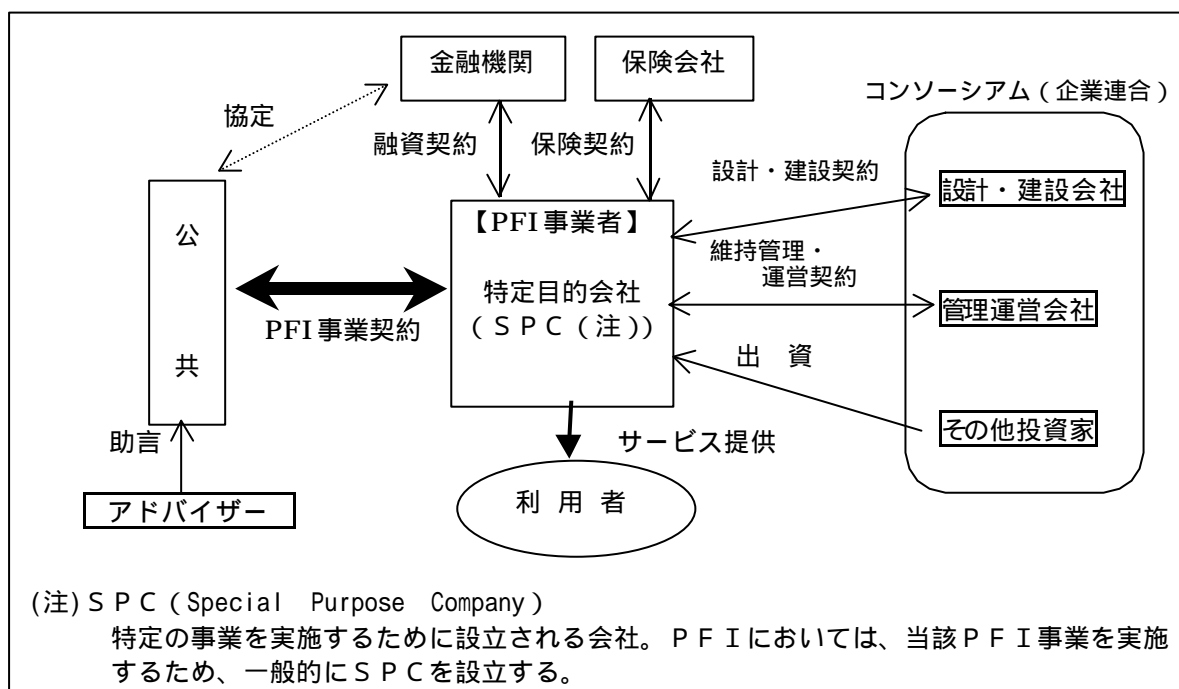 金融機関
保険会社
コンソーシアム（企業連合）
協定
融資契約
保険契約
設計・建設契約
設計・建設会社
公
共
【PFI事業者】
特定目的会社
（ＳＰＣ（注））
維持管理・
運営契約
管理運営会社
PFI事業契約
出　資
その他投資家
助言
サービス提供
アドバイザー
利　用　者
(注)ＳＰＣ（Special　Purpose　Company）
特定の事業を実施するために設立される会社。ＰＦＩにおいては、当該ＰＦＩ事業を実施
するため、一般的にＳＰＣを設立する。